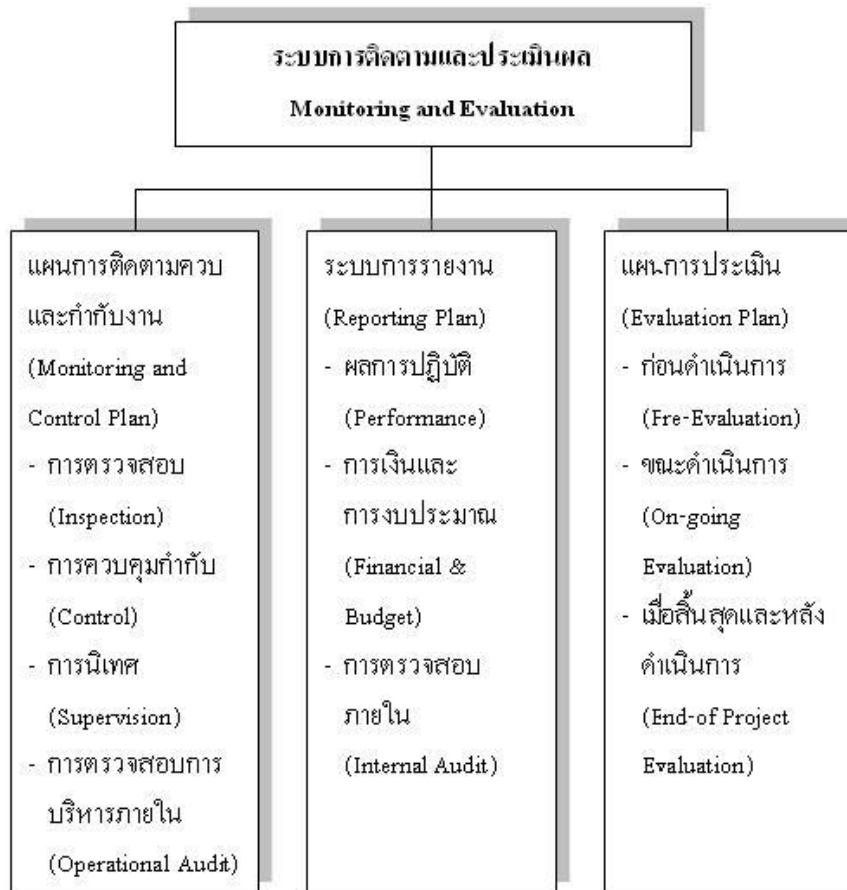 ระบบการติดตามและประเมินผล
Monitoring and Evaluation
แผนการติดตามควบ
และกำกับงาน
(Monitoring and
Control Plan)
- การตรวจสอบ
(Inspection)
- การควบคุมกำกับ
(Control)
- การนิเทศ
(Supervision)
- การตรวจสอบการ
บริหารภายใน
(Operational Audit)
ระบบการรายงาน
(Reporting Plan)
- ผลการปฏิบัติ
(Performance)
- การเงินและ
การงบประมาณ
(Financial &
Budget)
- การตรวจสอบ
ภายใน
(Internal Audit)
แผนการประเมิน
(Evaluation Plan)
- ก่อนดำเนินการ
(Fre-Evaluation)
- ขณะดำเนินการ
(On-going
Evaluation)
- เมื่อสิ้นสุดและหลัง
ดำเนินการ
(End-of Project
Evaluation)